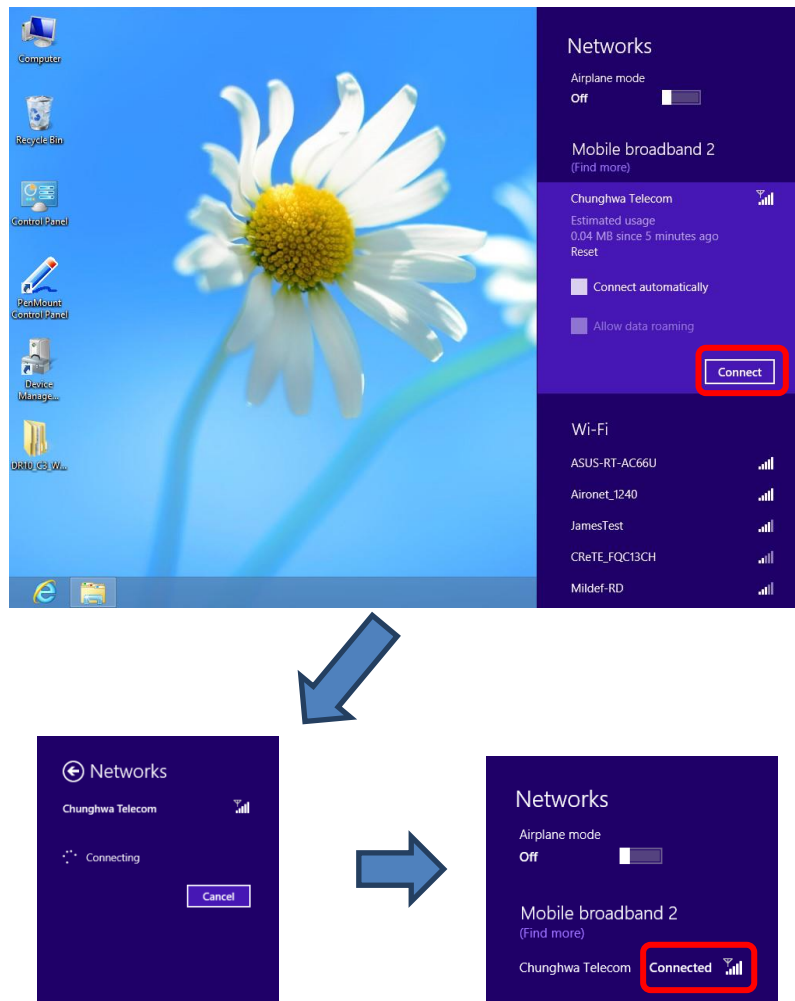 Computer
Recycle Bin
Control Panel
PenMount
Control Panel
Device
Manage...
DR10_C3_W...
Networks
Airplane mode
Off
Mobile broadband 2
(Find more)
Chunghwa Telecom
Estimated usage
0.04 MB since 5 minutes ago
Reset
Connect automatically
Allow data roaming
Connect
Wi-Fi
ASUS-RT-AC66U
Aironet_1240
JamesTest
CReTE_FQC13CH
Mildef-RD
Networks
Chunghwa Telecom
Connecting
Cancel
Networks
Airplane mode
Off
Mobile broadband 2
(Find more)
Chunghwa Telecom Connected